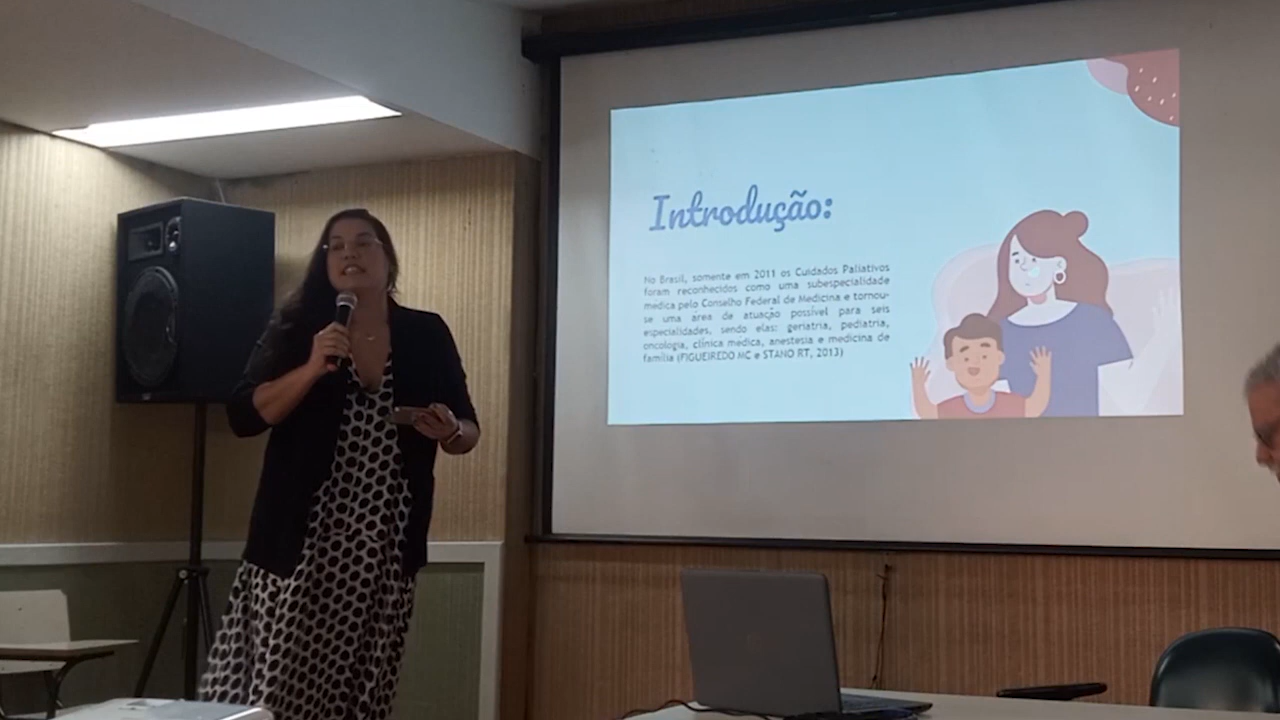 Introdução:
No Brasil, somente em 2011 os Cuidados Paliativos
foram reconhecidos como uma subespecialidade
medica pelo Conselho Federal de Medicina e tornou-
se uma area de atuação possível para seis
especialidades, sendo elas: geriatria, pediatria,
oncologia, clínica medica, anestesia e medicina de
família (FIGUEIREDO MC e STANO RT, 2013)